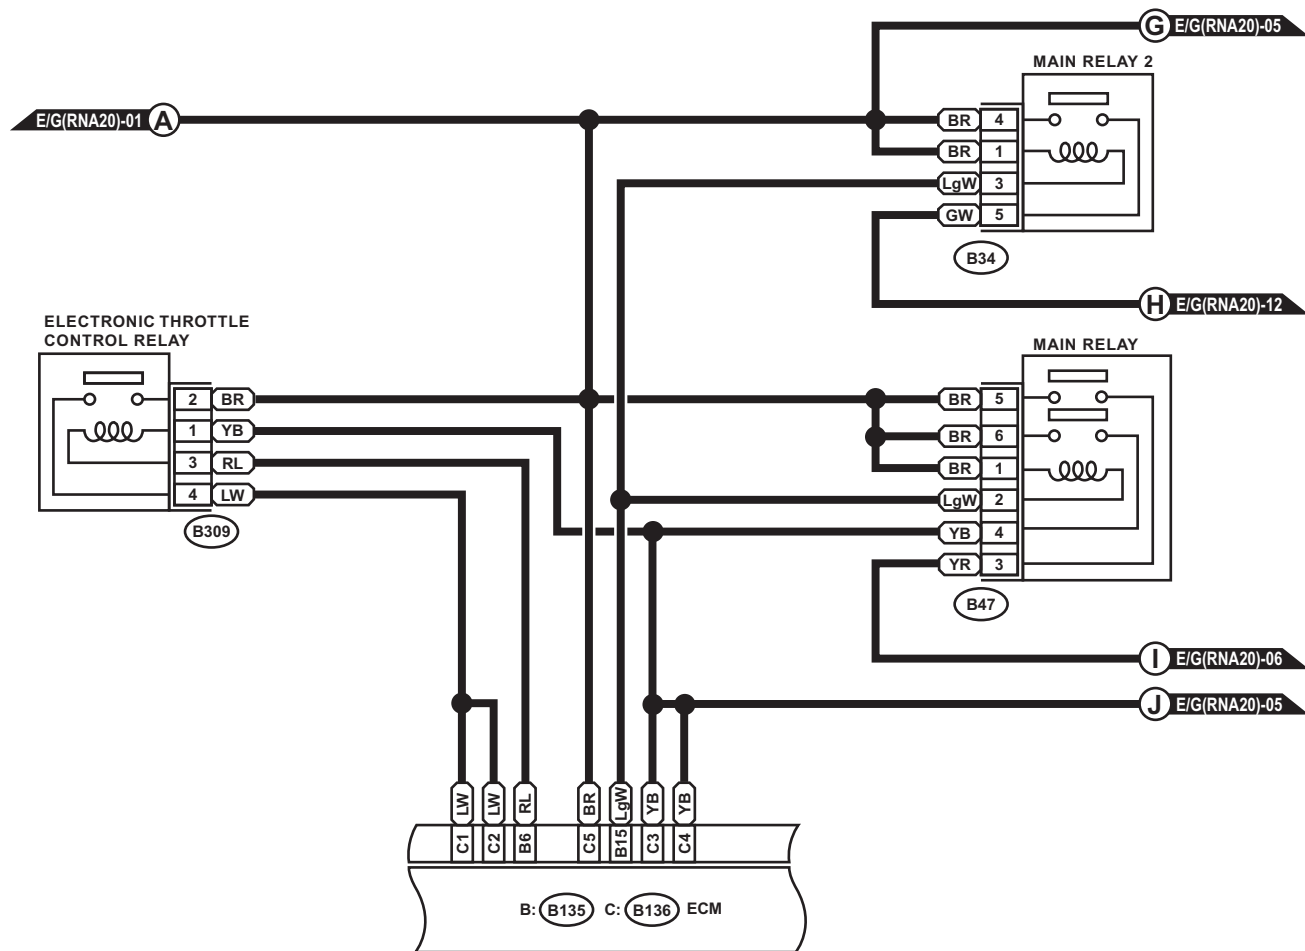 G E/G(RNA20)-05
MAIN RELAY 2
E/G(RNA20)-01 A
BR 4
BR 1
LgW 3
GW 5
B34
H E/G(RNA20)-12
ELECTRONIC THROTTLE
CONTROL RELAY
MAIN RELAY
2 BR
1 YB
3 RL
4 LW
B309
BR 5
BR 6
BR 1
LgW 2
YB 4
YR 3
B47
I E/G(RNA20)-06
J E/G(RNA20)-05
LW LW RL BR LgW YB YB
C1 C2 B6 C5 B15 C3 C4
B: B135 C: B136 ECM